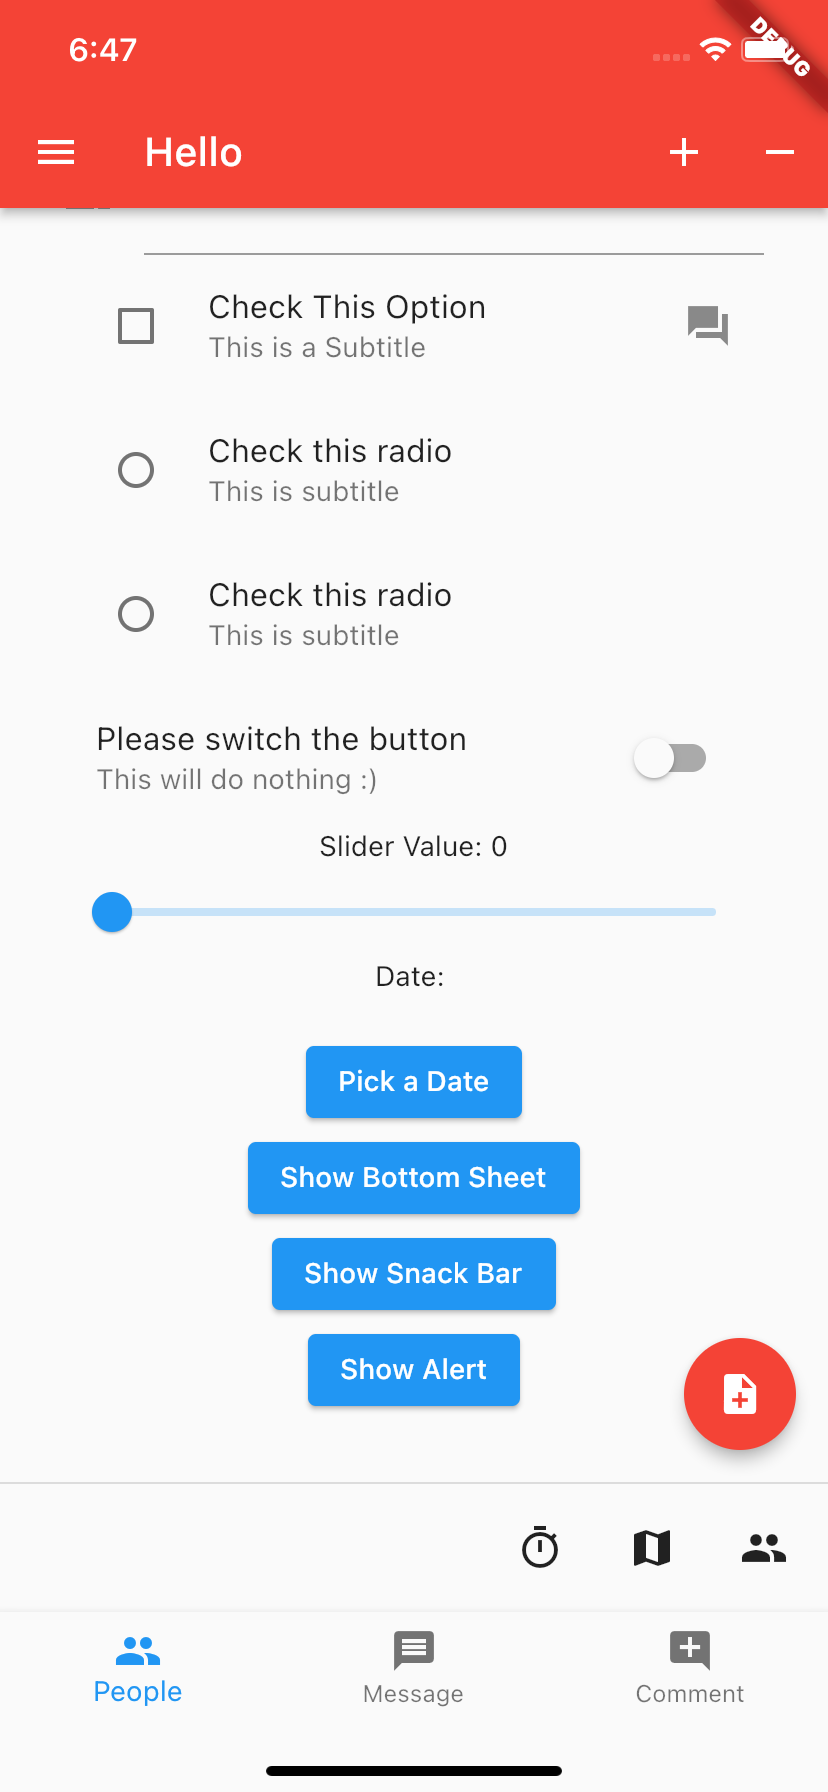 6:47
DEBUG
Hello
Check This Option
This is a Subtitle
Check this radio
This is subtitle
Check this radio
This is subtitle
Please switch the button
This will do nothing :)
Slider Value: 0
Date:
Pick a Date
Show Bottom Sheet
Show Snack Bar
Show Alert
People
Message
Comment